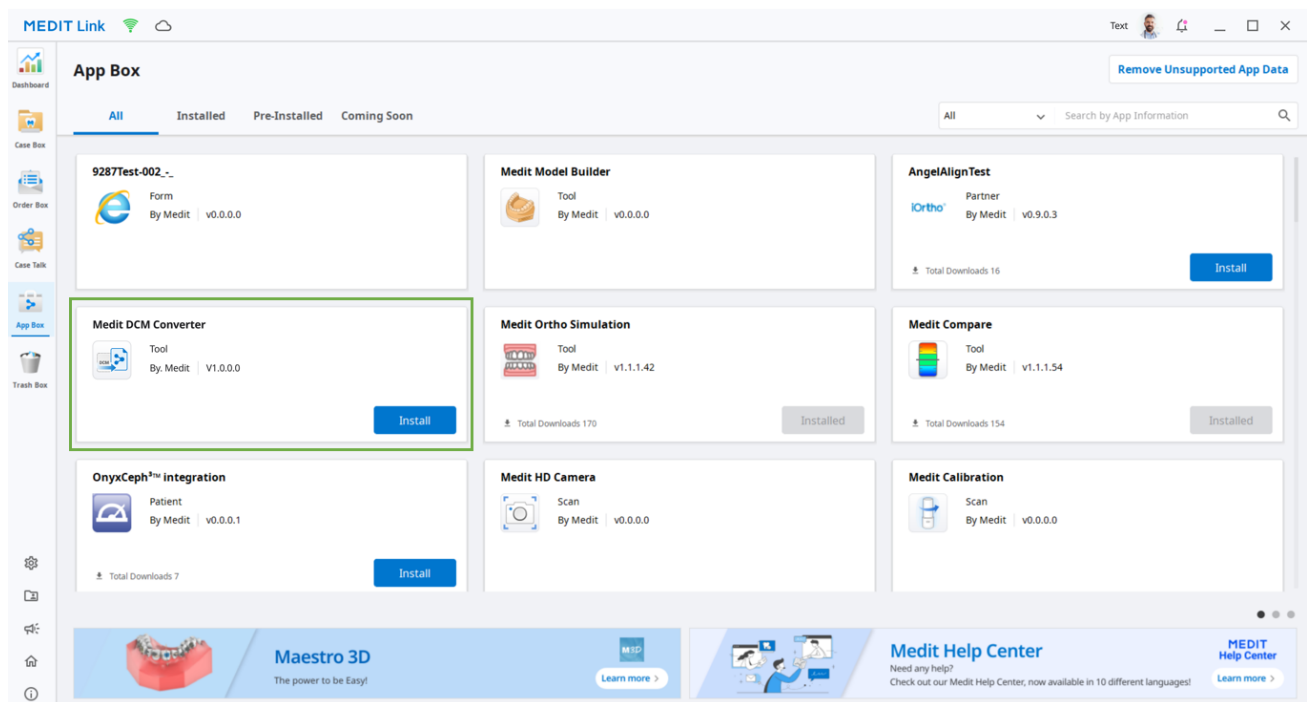 MEDIT Link
Text
Dashboard
Case Box
Order Box
Case Talk
App Box
Trash Box
App Box
Remove Unsupported App Data
All Installed Pre-Installed Coming Soon
All Search by App Information
9287Test-002_-_
Form
By Medit v0.0.0.0
Medit Model Builder
Tool
By Medit v0.0.0.0
AngelAlignTest
iOrtho
Partner
By Medit v0.9.0.3
Total Downloads 16
Install
Medit DCM Converter
DCM
Tool
By. Medit V1.0.0.0
Install
Medit Ortho Simulation
Tool
By Medit v1.1.1.42
Total Downloads 170
Installed
Medit Compare
Tool
By Medit v1.1.1.54
Total Downloads 154
Installed
OnyxCeph³™ integration
Patient
By Medit v0.0.0.1
Total Downloads 7
Install
Medit HD Camera
Scan
By Medit v0.0.0.0
Medit Calibration
Scan
By Medit v0.0.0.0
Maestro 3D
The power to be Easy!
M3D
Learn more >
Medit Help Center
Need any help?
Check out our Medit Help Center, now available in 10 different languages!
MEDIT
Help Center
Learn more >